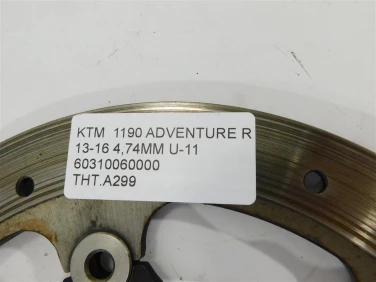 KTM 1190 ADVENTURE R
13-16 4,74MM U-11
60310060000
THT.A299